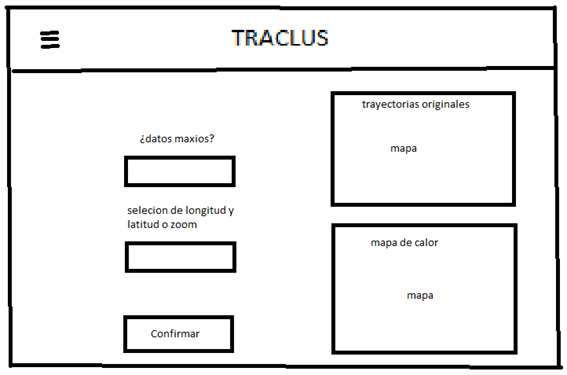 TRACLUS
¿datos maxios?
selecion de longitud y
latitud o zoom
Confirmar
trayectorias originales
mapa
mapa de calor
mapa